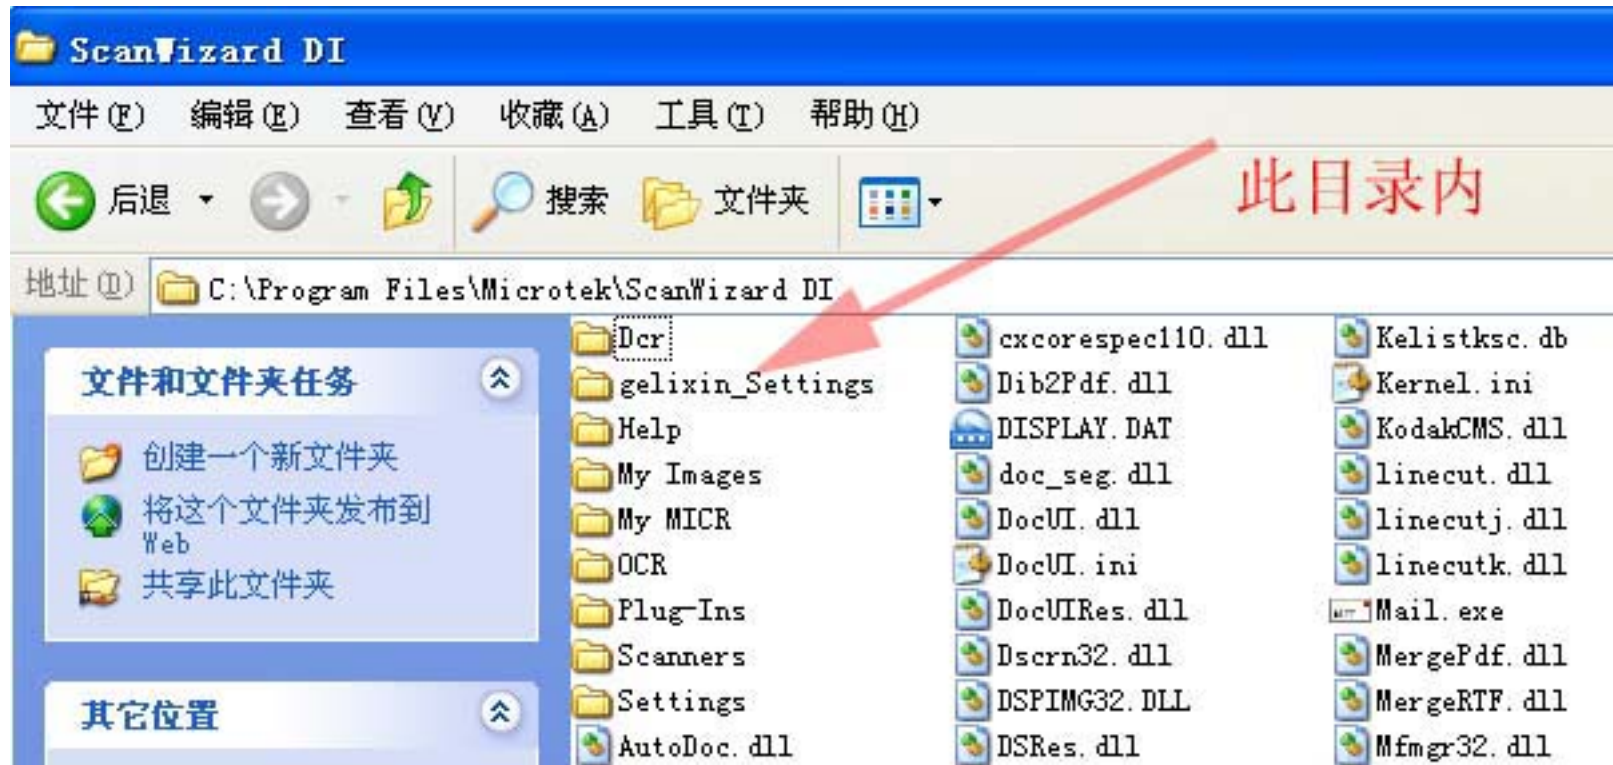 ScanWizard DI
文件(F) 编辑(E) 查看(V) 收藏(A) 工具(T) 帮助(H)
后退 搜索 文件夹
此目录内
地址(D) C:\Program Files\Microtek\ScanWizard DI
文件和文件夹任务
创建一个新文件夹
将这个文件夹发布到
Web
共享此文件夹
其它位置
Dcr
gelixin_Settings
Help
My Images
My MICR
OCR
Plug-Ins
Scanners
Settings
AutoDoc.dll
cxcorespec110.dll
Dib2Pdf.dll
DISPLAY.DAT
doc_seg.dll
DocUI.dll
DocUI.ini
DocUIRes.dll
Dscrn32.dll
DSPIMG32.DLL
DSRes.dll
Kelistksc.db
Kernel.ini
KodakCMS.dll
linecut.dll
linecutj.dll
linecutk.dll
Mail.exe
MergePdf.dll
MergeRTF.dll
Mfmgr32.dll